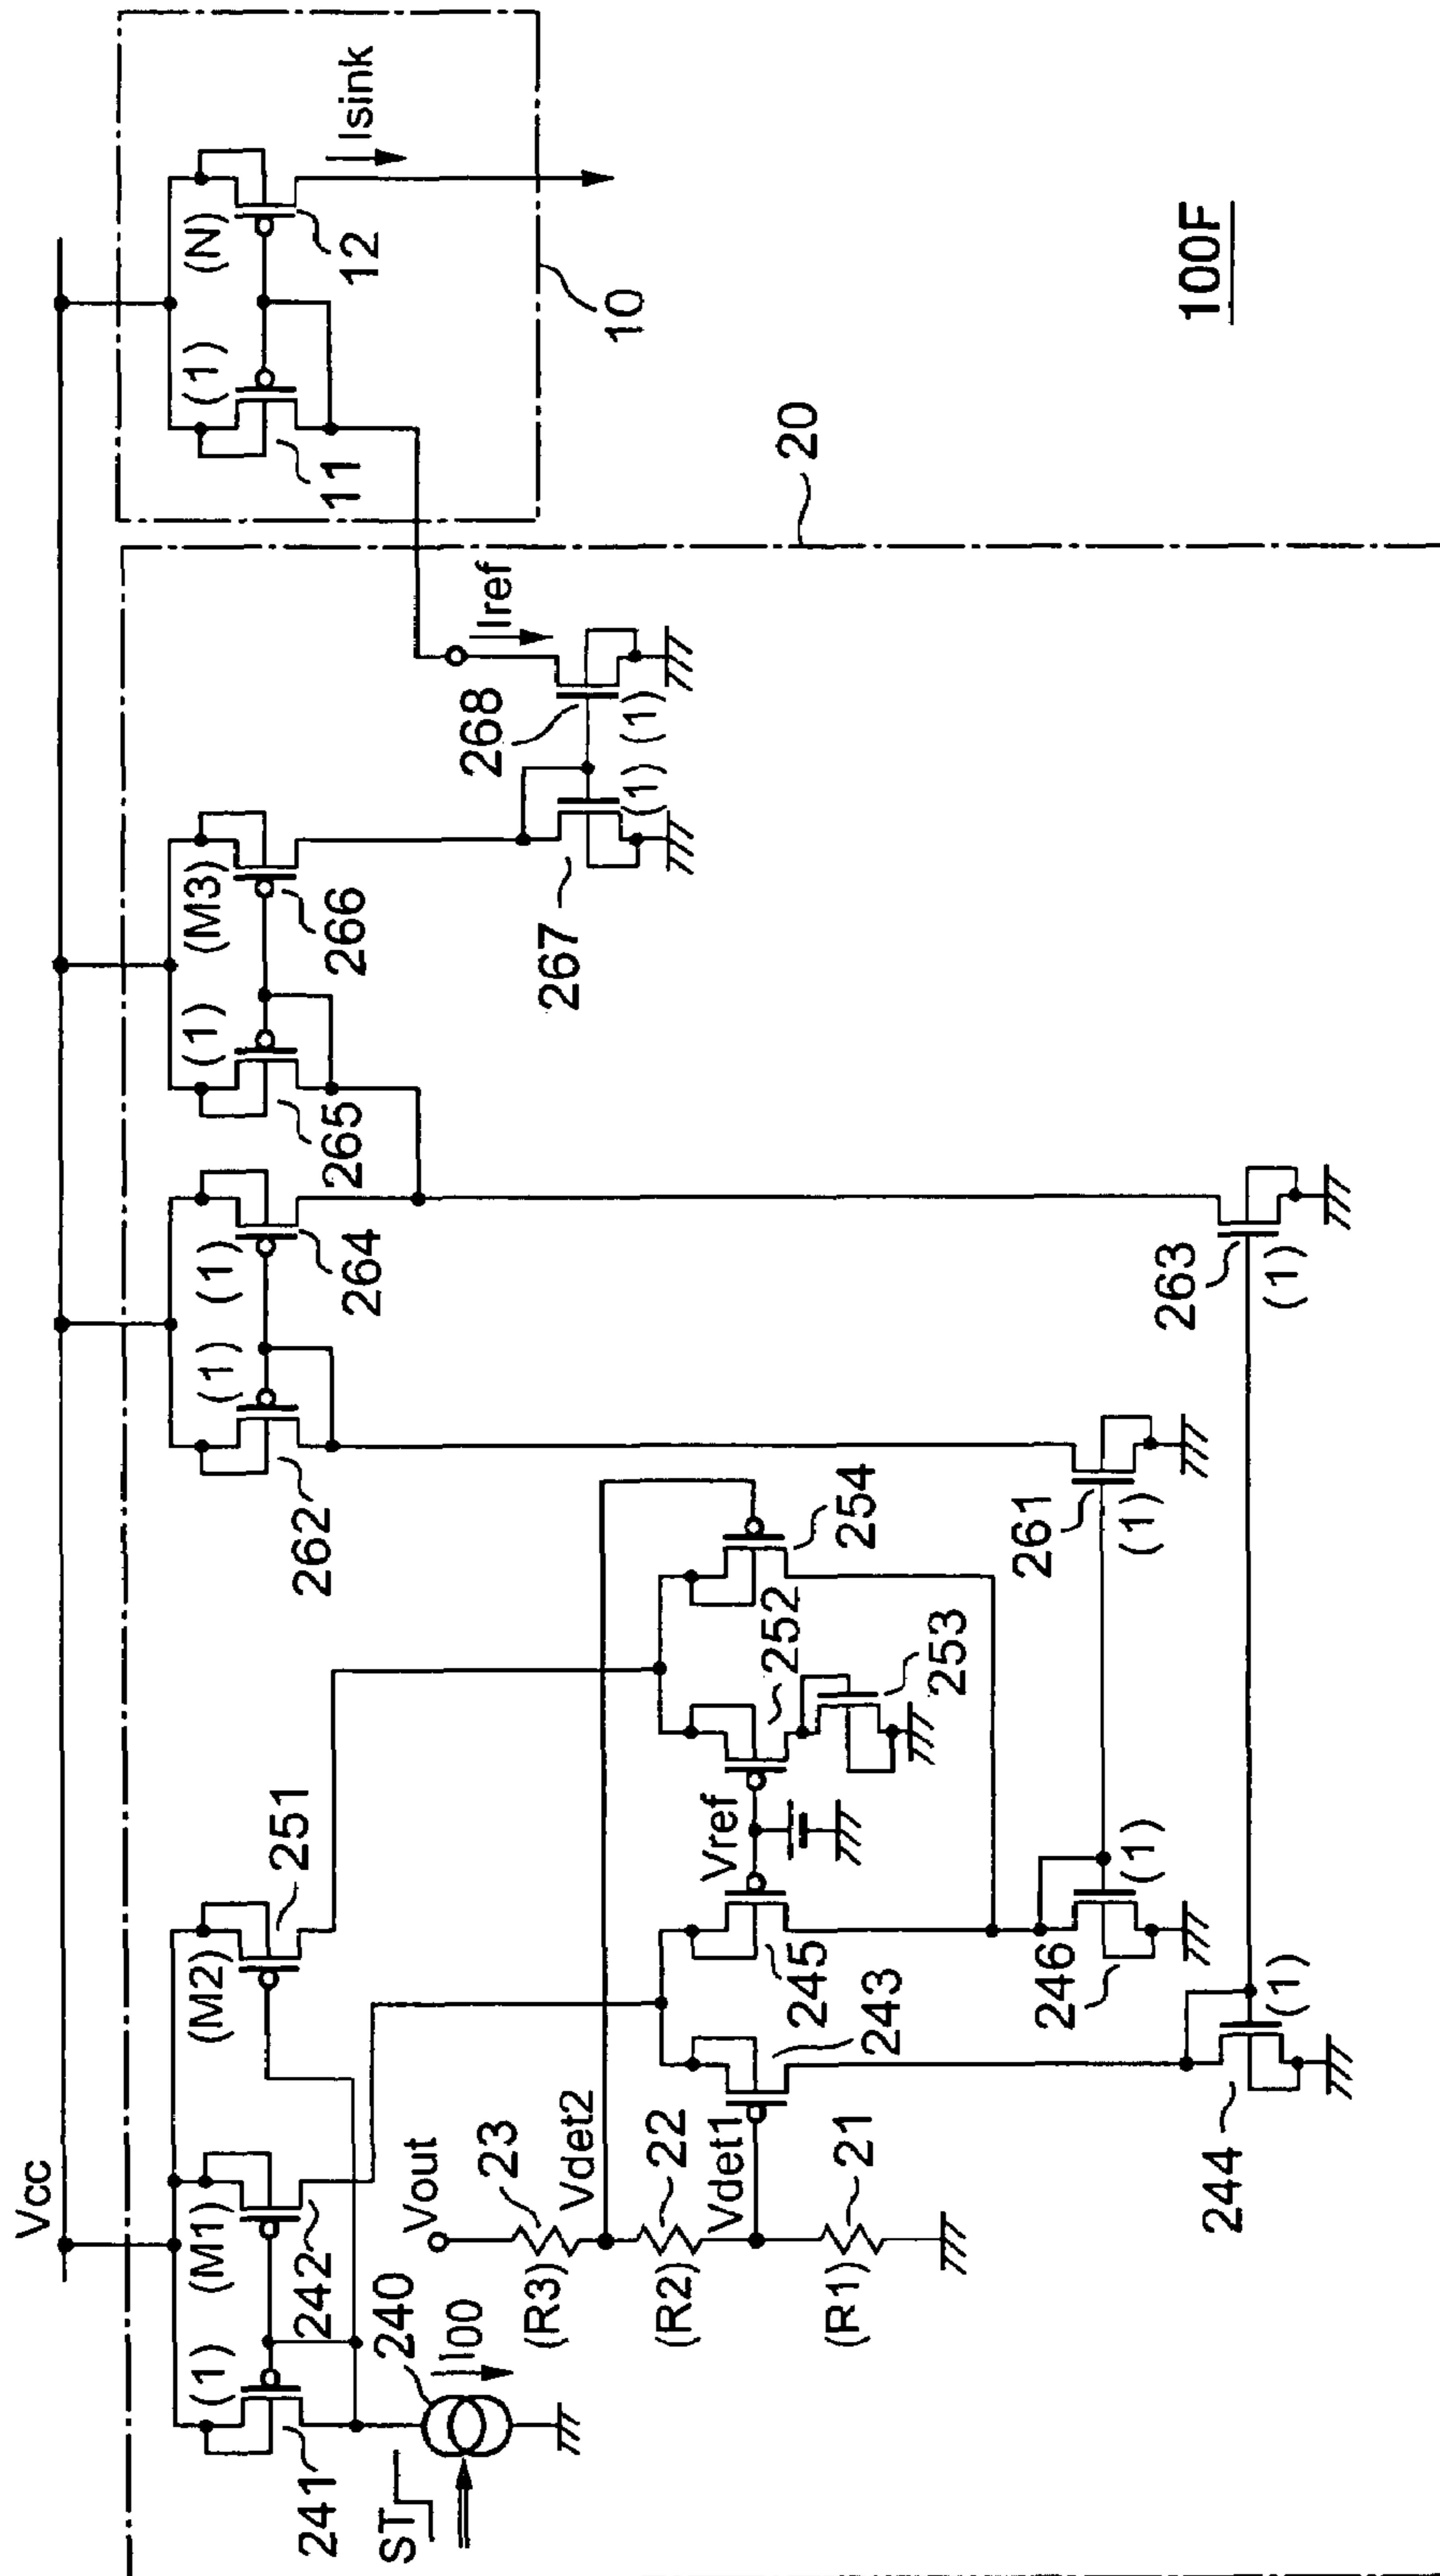 Vcc
(1)
(M1)
(M2)
241
242
251
ST
240
I00
Vout
23
(R3)
Vdet2
22
(R2)
Vdet1
21
(R1)
243
245
Vref
252
253
254
244
(1)
246
(1)
261
(1)
263
(1)
262
(1)
(1)
264
265
(1)
(M3)
266
267
268
(1)
(1)
Iref
20
11
(1)
(N)
12
Isink
10
100F